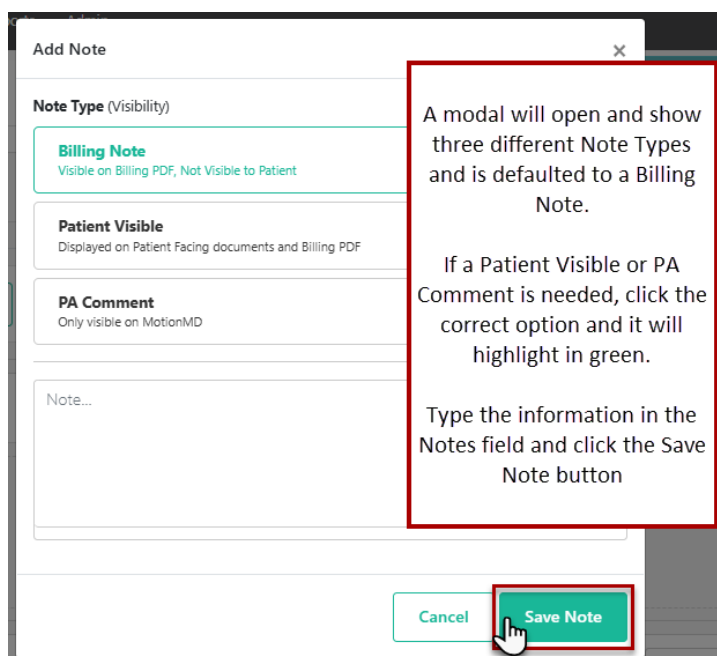 Admin
Add Note
×
Note Type (Visibility)
Billing Note
Visible on Billing PDF, Not Visible to Patient
Patient Visible
Displayed on Patient Facing documents and Billing PDF
PA Comment
Only visible on MotionMD
Note...
A modal will open and show
three different Note Types
and is defaulted to a Billing
Note.
If a Patient Visible or PA
Comment is needed, click the
correct option and it will
highlight in green.
Type the information in the
Notes field and click the Save
Note button
Cancel
Save Note